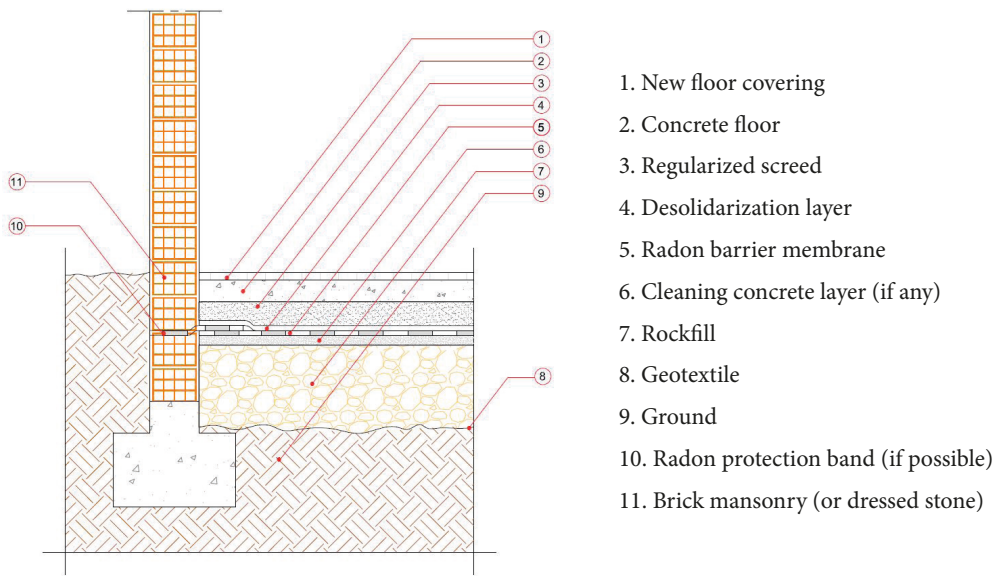 1
2
3
4
5
6
7
9
11
10
8
1. New floor covering
2. Concrete floor
3. Regularized screed
4. Desolidarization layer
5. Radon barrier membrane
6. Cleaning concrete layer (if any)
7. Rockfill
8. Geotextile
9. Ground
10. Radon protection band (if possible)
11. Brick mansonry (or dressed stone)